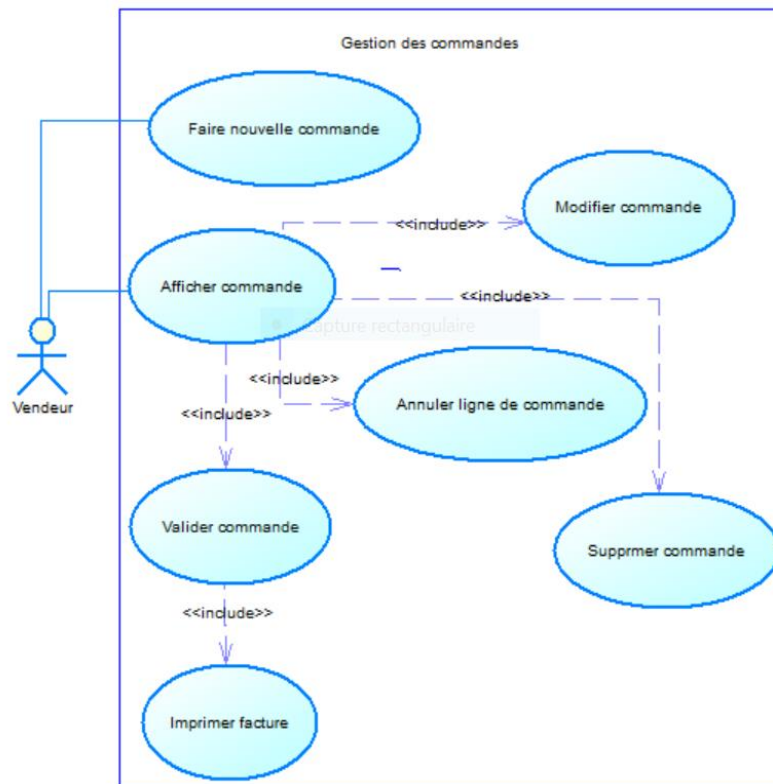 Gestion des commandes
Faire nouvelle commande
Modifier commande
<<include>>
Afficher commande
<<include>>
Capture rectangulaire
Vendeur
<<include>>
Annuler ligne de commande
<<include>>
Valider commande
Supprmer commande
<<include>>
Imprimer facture